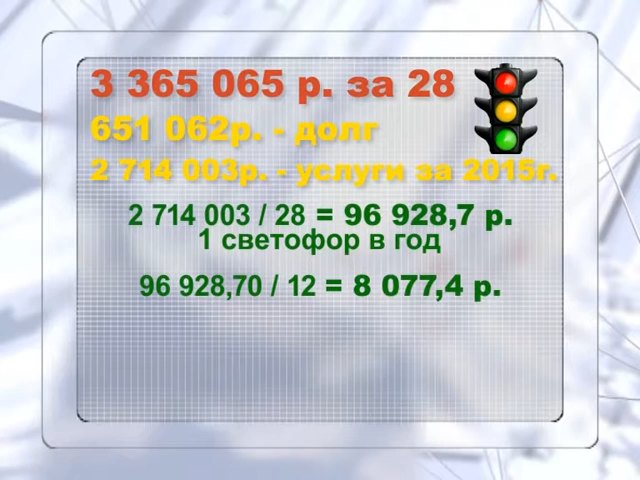 3 365 065 р. за 28
651 062р. - долг
2 714 003р. - услуги за 2015г.
2 714 003 / 28 = 96 928,7 р.
1 светофор в год
96 928,70 / 12 = 8 077,4 р.